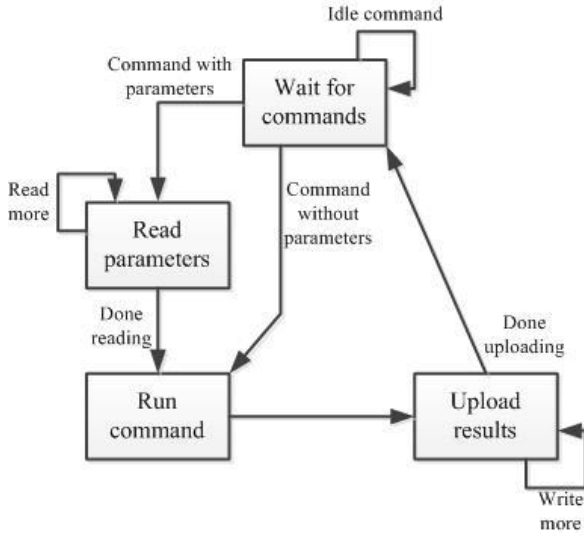 Idle command
Command with
parameters
Wait for
commands
Read
more
Command
without
parameters
Read
parameters
Done
reading
Done
uploading
Run
command
Upload
results
Write
more